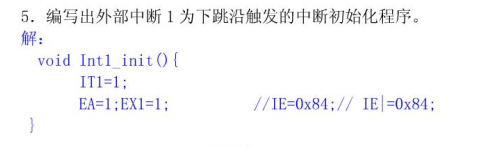 5. 编写出外部中断 1 为下跳沿触发的中断初始化程序。
解:
void Int1_init(){
IT1=1;
EA=1;EX1=1; //IE=0x84;// IE|=0x84;
}